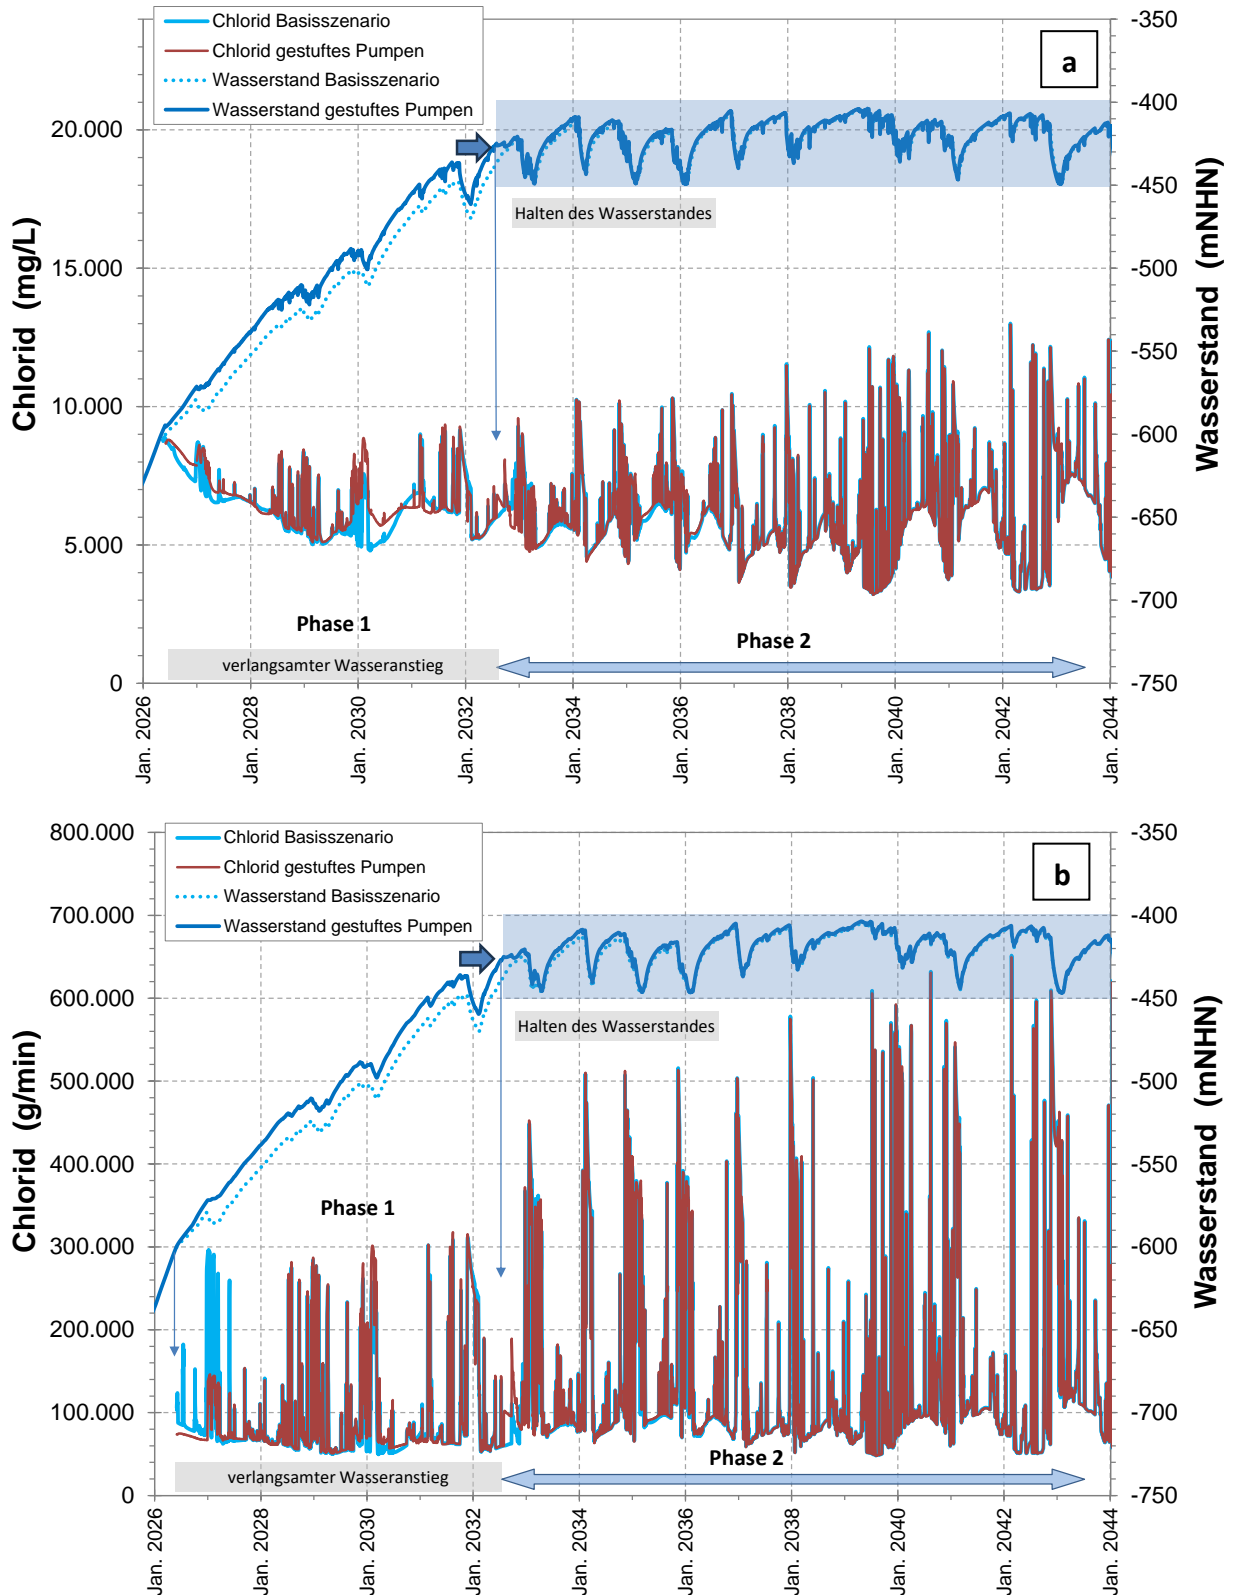 Chlorid Basisszenario
Chlorid gestuftes Pumpen
Wasserstand Basisszenario
Wasserstand gestuftes Pumpen
a
-350
-400
-450
-500
-550
-600
-650
-700
-750
20.000
15.000
10.000
5.000
0
Chlorid (mg/L)
Wasserstand (mNHN)
Halten des Wasserstandes
Phase 1
Phase 2
verlangsamter Wasseranstieg
Jan. 2026
Jan. 2028
Jan. 2030
Jan. 2032
Jan. 2034
Jan. 2036
Jan. 2038
Jan. 2040
Jan. 2042
Jan. 2044
Chlorid Basisszenario
Chlorid gestuftes Pumpen
Wasserstand Basisszenario
Wasserstand gestuftes Pumpen
b
800.000
700.000
600.000
500.000
400.000
300.000
200.000
100.000
0
-350
-400
-450
-500
-550
-600
-650
-700
-750
Chlorid (g/min)
Wasserstand (mNHN)
Halten des Wasserstandes
Phase 1
Phase 2
verlangsamter Wasseranstieg
Jan. 2026
Jan. 2028
Jan. 2030
Jan. 2032
Jan. 2034
Jan. 2036
Jan. 2038
Jan. 2040
Jan. 2042
Jan. 2044